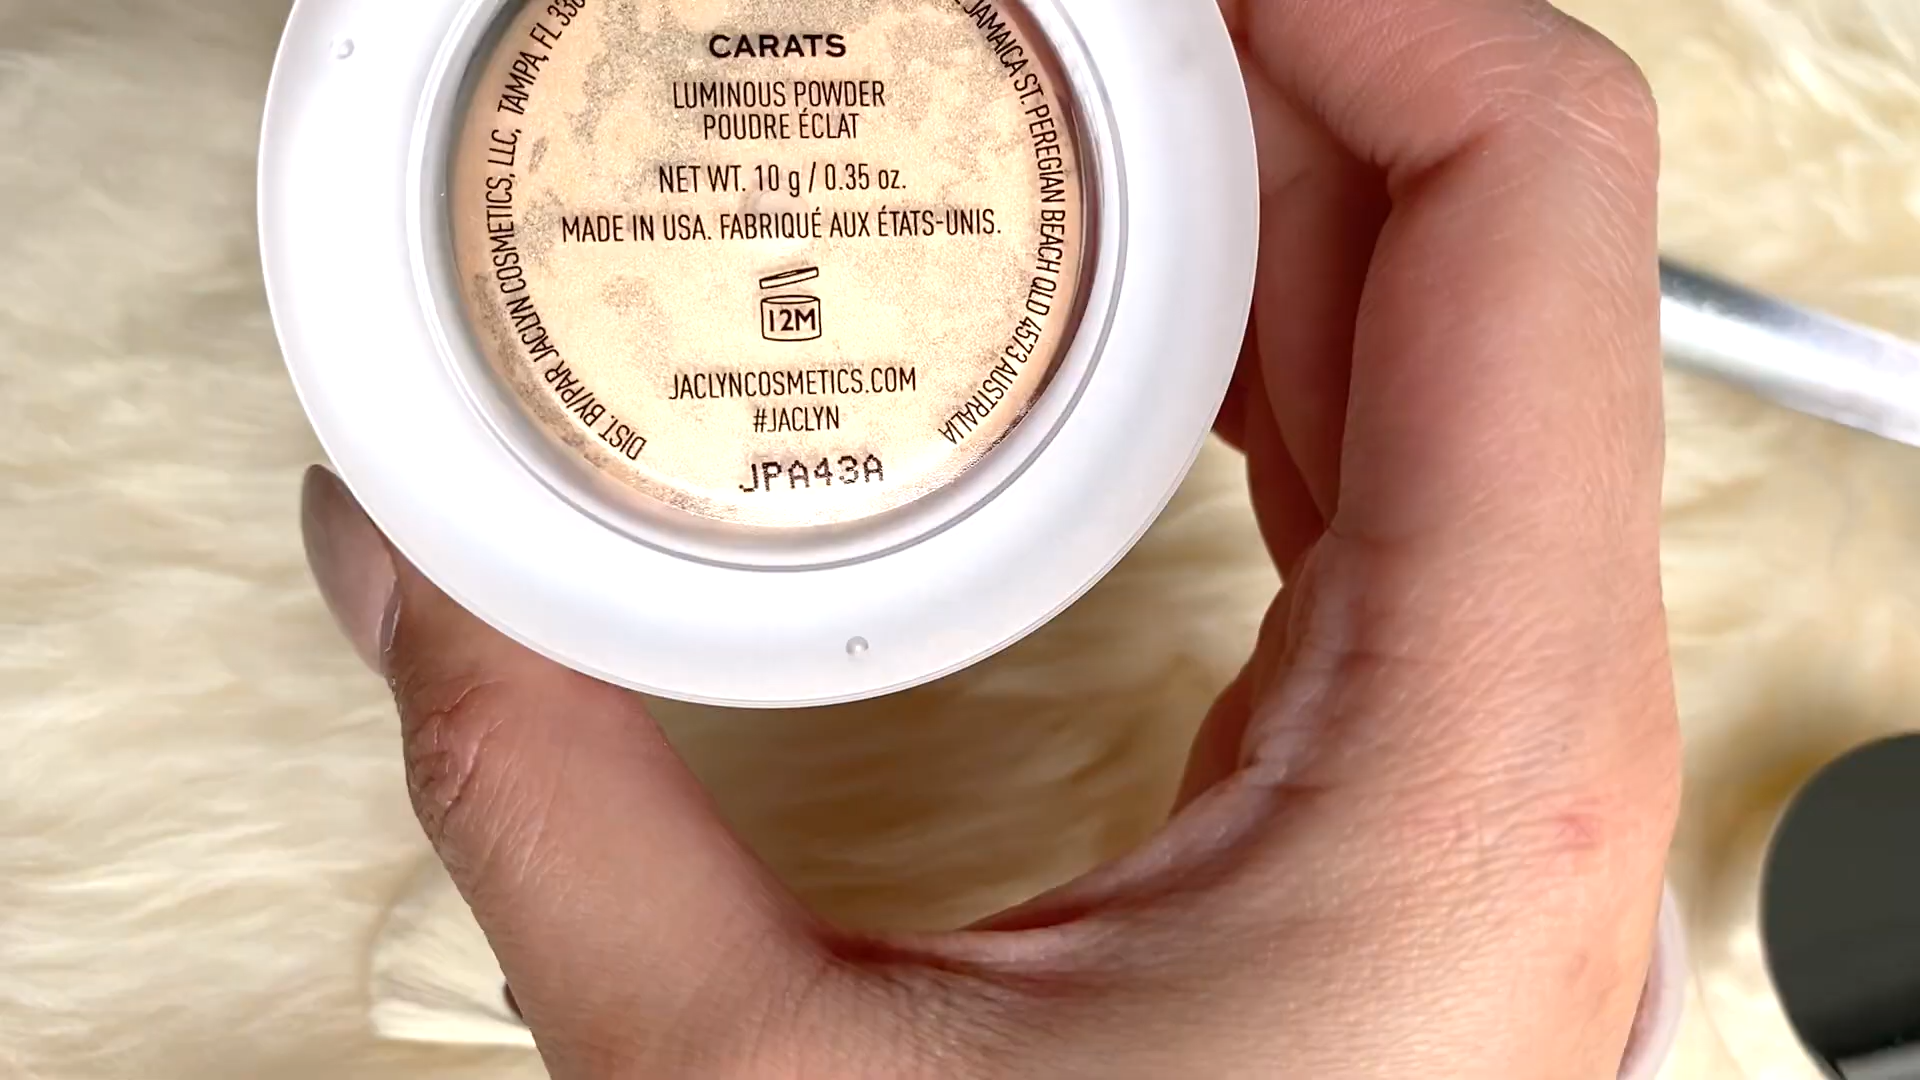 CARATS
LUMINOUS POWDER
POUDRE ÉCLAT
NET WT. 10 g / 0.35 oz.
MADE IN USA. FABRIQUÉ AUX ÉTATS-UNIS.
12M
JACLYNCOSMETICS.COM
#JACLYN
JPA43A
DIST. BY/PAR JACLYN COSMETICS, LLC, TAMPA, FL
JAMAICA ST. PEREGIAN BEACH QLD 4573 AUSTRALIA